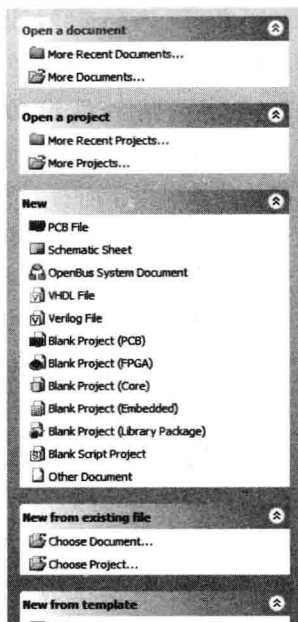 Open a document
More Recent Documents...
More Documents...
Open a project
More Recent Projects...
More Projects...
New
PCB File
Schematic Sheet
OpenBus System Document
VHDL File
Verilog File
Blank Project (PCB)
Blank Project (FPGA)
Blank Project (Core)
Blank Project (Embedded)
Blank Project (Library Package)
Blank Script Project
Other Document
New from existing file
Choose Document...
Choose Project...
New from template